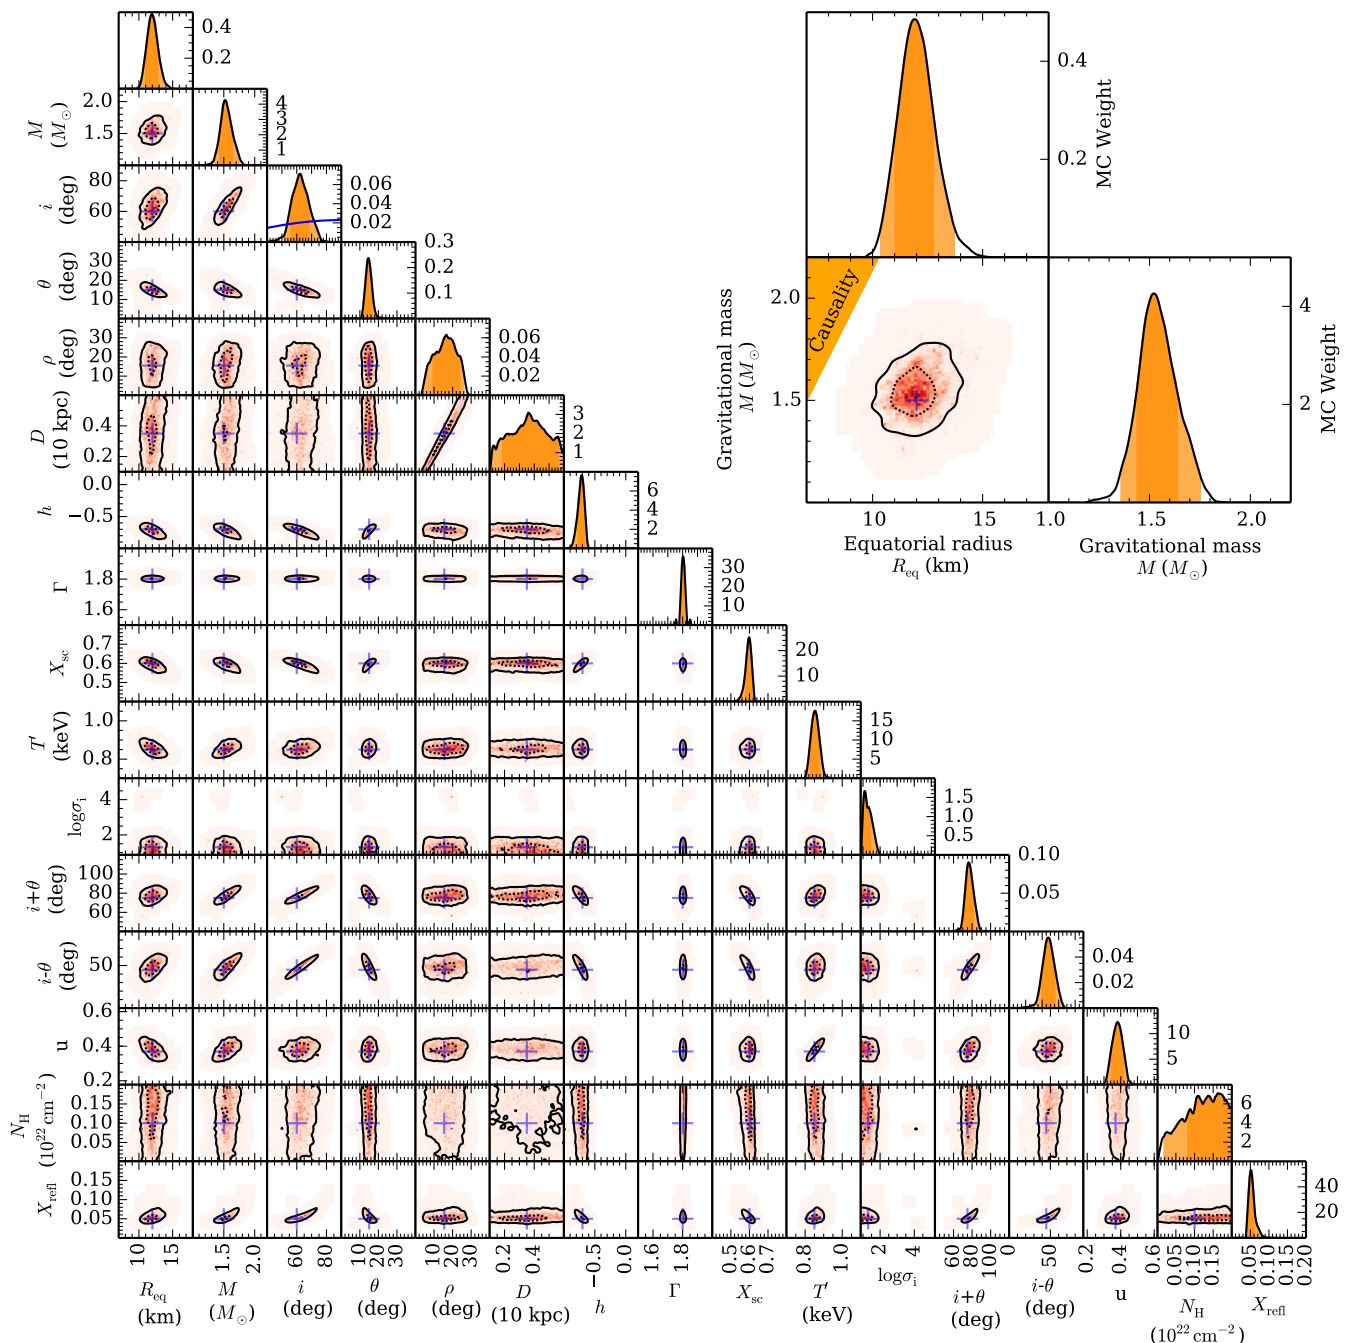 0.4
0.2
M
(M⊙)
2.0
1.5
4
3
2
1
i
(deg)
80
60
0.06
0.04
0.02
θ
(deg)
30
20
10
0.3
0.2
0.1
ρ
(deg)
30
20
10
0.06
0.04
0.02
D
(10 kpc)
0.4
0.2
3
2
1
h
0.0
−0.5
6
4
2
Γ
1.8
1.6
30
20
10
Xsc
0.7
0.6
0.5
20
10
T′
(keV)
1.0
0.8
15
10
5
logσi
4
2
1.5
1.0
0.5
i+θ
(deg)
100
80
60
0.10
0.05
i-θ
(deg)
50
0.04
0.02
u
0.6
0.4
0.2
10
5
NH
(10²² cm⁻²)
0.15
0.10
0.05
6
4
2
Xrefl
0.15
0.10
0.05
40
20
10 15
Req
(km)
1.5 2.0
M
(M⊙)
60 80
i
(deg)
10 20 30
θ
(deg)
10 20 30
ρ
(deg)
0.2 0.4
D
(10 kpc)
−0.5 0.0
h
1.6 1.8
Γ
0.5 0.6 0.7
Xsc
0.8 1.0
T′
(keV)
2 4
logσi
60 80 100
i+θ
(deg)
0 50
i-θ
(deg)
0.4 0.6
u
0.05 0.10 0.15
NH
(10²² cm⁻²)
0.05 0.10 0.15 0.20
Xrefl
0.4
0.2
MC Weight
Causality
Gravitational mass
M (M⊙)
2.0
1.5
10 15
Equatorial radius
Req (km)
4
2
MC Weight
1.0 1.5 2.0
Gravitational mass
M (M⊙)